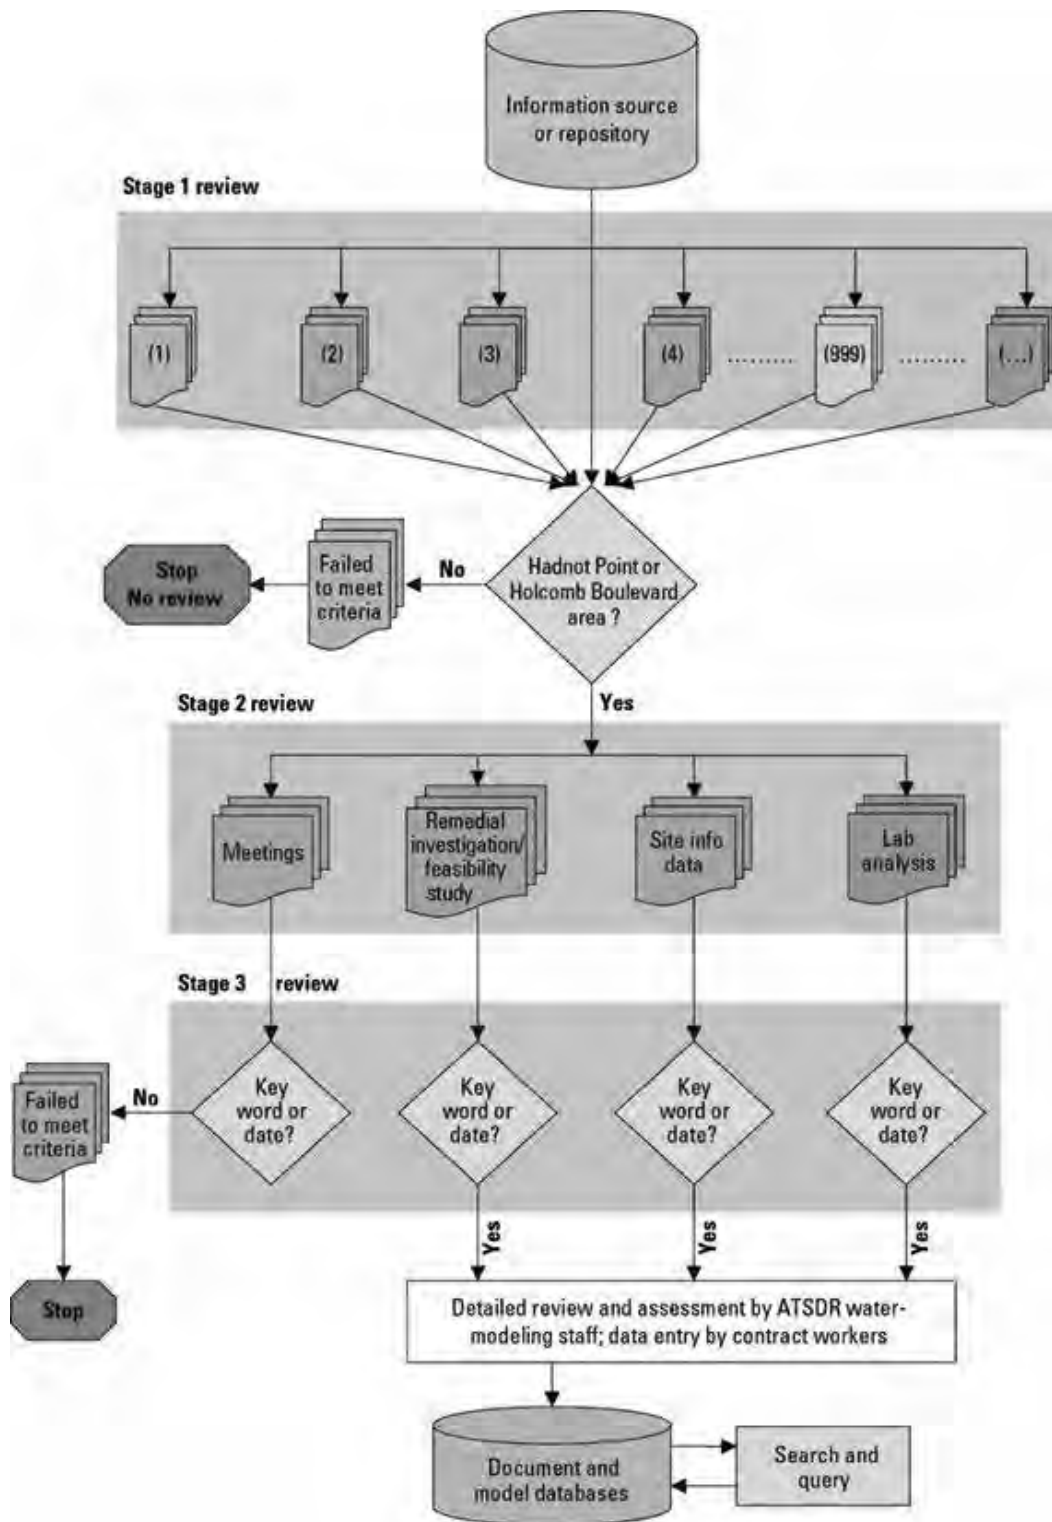 Information source
or repository
Stage 1 review
(1)
(2)
(3)
(4)
.........
(999)
.........
(...)
Hadnot Point or
Holcomb Boulevard
area ?
No
Failed
to meet
criteria
Stop
No review
Yes
Stage 2 review
Meetings
Remedial
investigation/
feasibility
study
Site info
data
Lab
analysis
Stage 3 review
Key
word or
date?
Key
word or
date?
Key
word or
date?
Key
word or
date?
No
Failed
to meet
criteria
Stop
Yes
Yes
Yes
Detailed review and assessment by ATSDR water-
modeling staff; data entry by contract workers
Document and
model databases
Search and
query